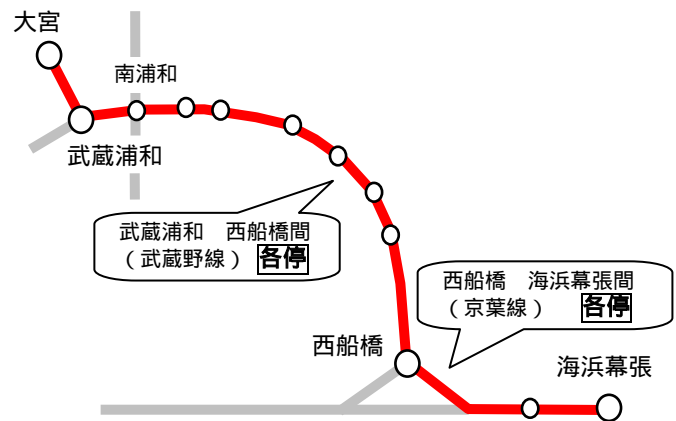 大宮
南浦和
武蔵浦和
武蔵浦和　西船橋間
（武蔵野線）　各停
西船橋　海浜幕張間
（京葉線）　各停
西船橋
海浜幕張